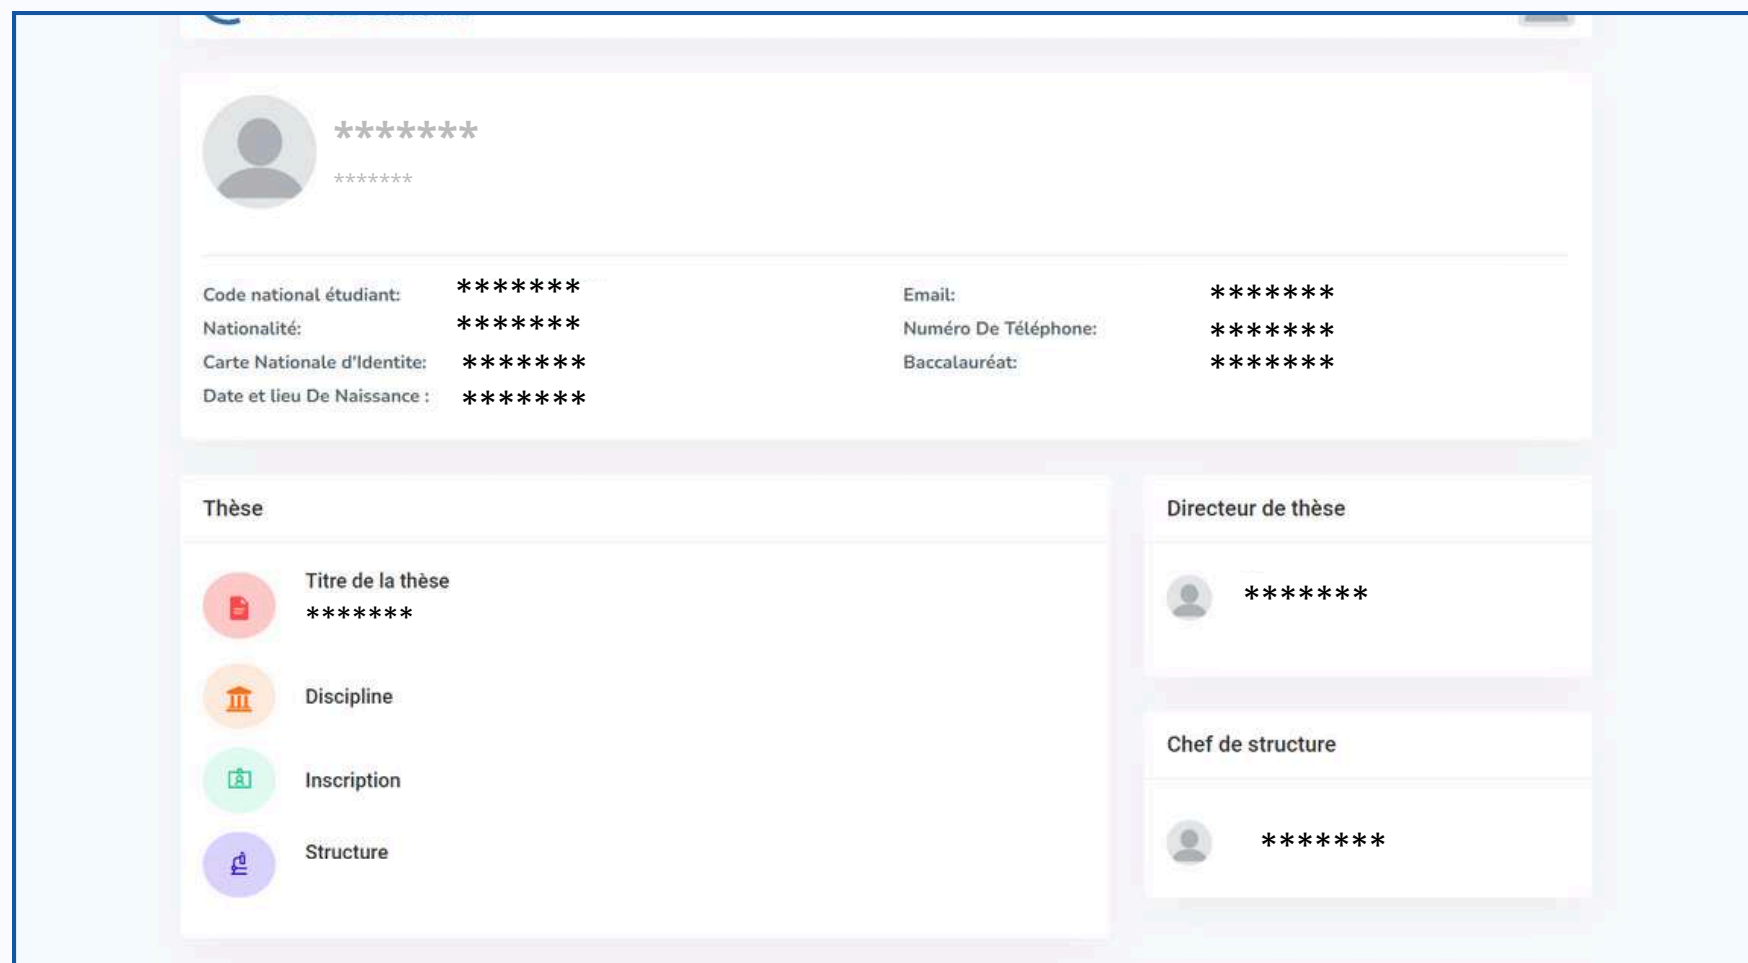 *******
*******
Code national étudiant: *******
Nationalité: *******
Carte Nationale d'Identite: *******
Date et lieu De Naissance : *******
Email: *******
Numéro De Téléphone: *******
Baccalauréat: *******
Thèse
Titre de la thèse
*******
Discipline
Inscription
Structure
Directeur de thèse
*******
Chef de structure
*******